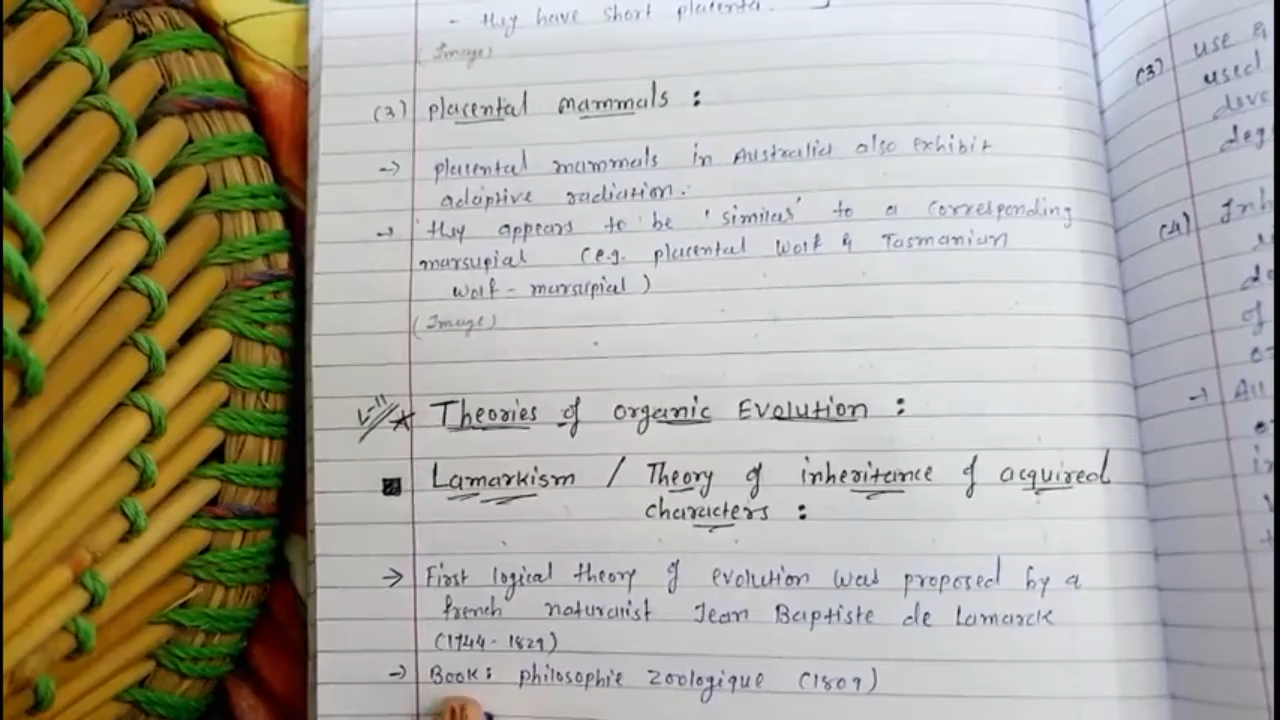 - they have short placenta.
(Image)
(2) placental mammals :
→ placental mammals in Australia also exhibit
adaptive radiation.
→ they appears to be 'similar' to a corresponding
marsupial (e.g. placental wolf & Tasmanian
wolf - marsupial )
(Image)
L-11 ★ Theories of organic Evolution :
Lamarkism / Theory of inheritance of acquired
characters :
→ First logical theory of evolution was proposed by a
french naturalist Jean Baptiste de Lamarck
(1744 - 1829)
→ Book: philosophie zoologique (1809)
(3) use &
used
(4)
of
→ All